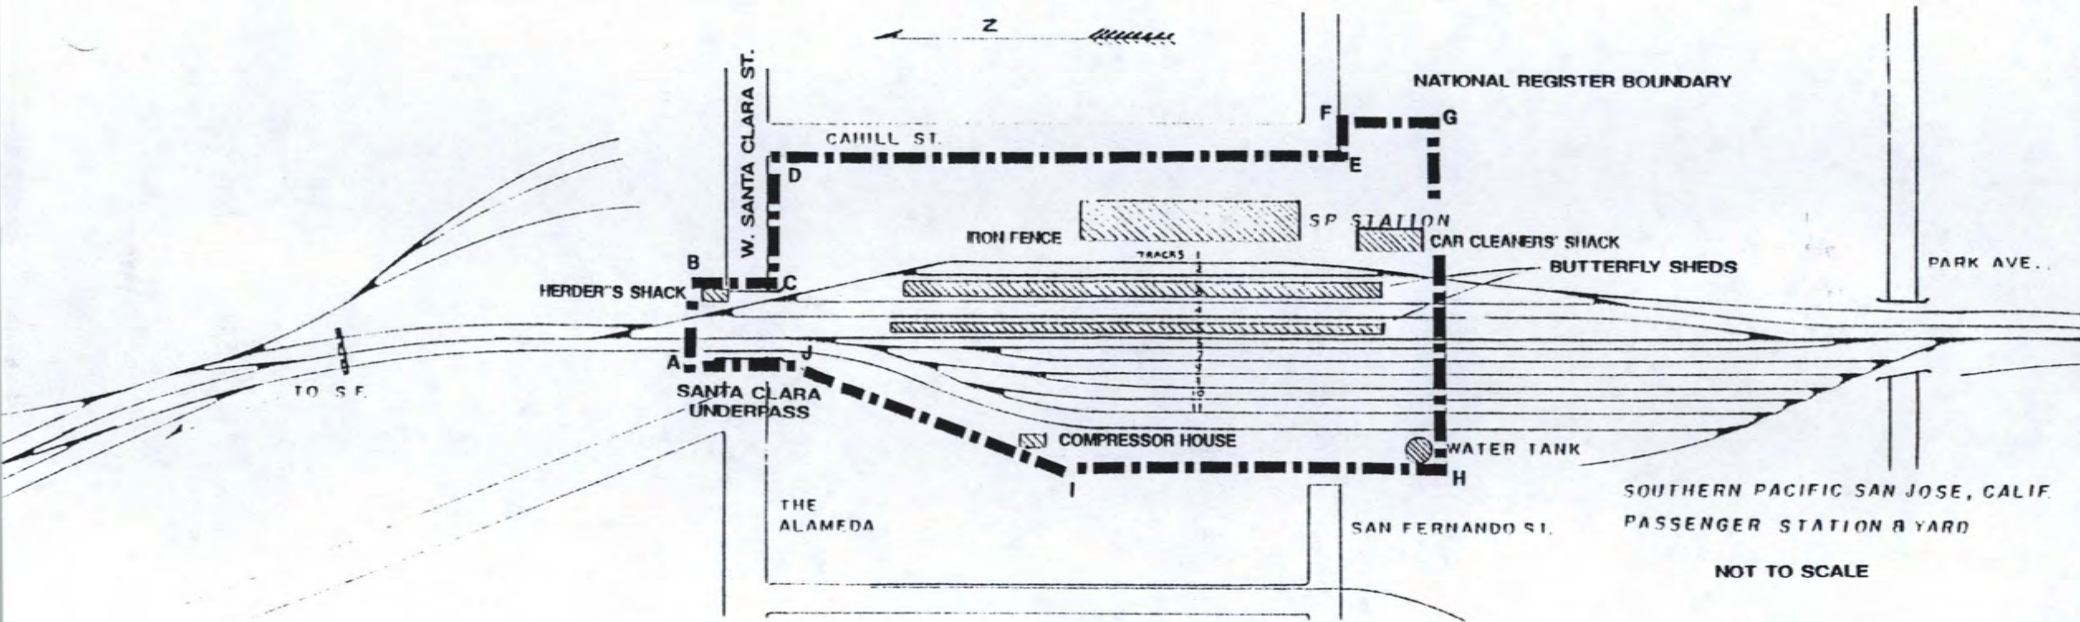 Z
W. SANTA CLARA ST.
NATIONAL REGISTER BOUNDARY
F
G
CAHILL ST.
E
D
SP STATION
IRON FENCE
CAR CLEANERS' SHACK
TRACKS
BUTTERFLY SHEDS
PARK AVE..
B
C
HERDER"S SHACK
J
A
TO S.F.
SANTA CLARA
UNDERPASS
COMPRESSOR HOUSE
WATER TANK
H
I
THE
ALAMEDA
SAN FERNANDO ST.
SOUTHERN PACIFIC SAN JOSE, CALIF.
PASSENGER STATION & YARD
NOT TO SCALE